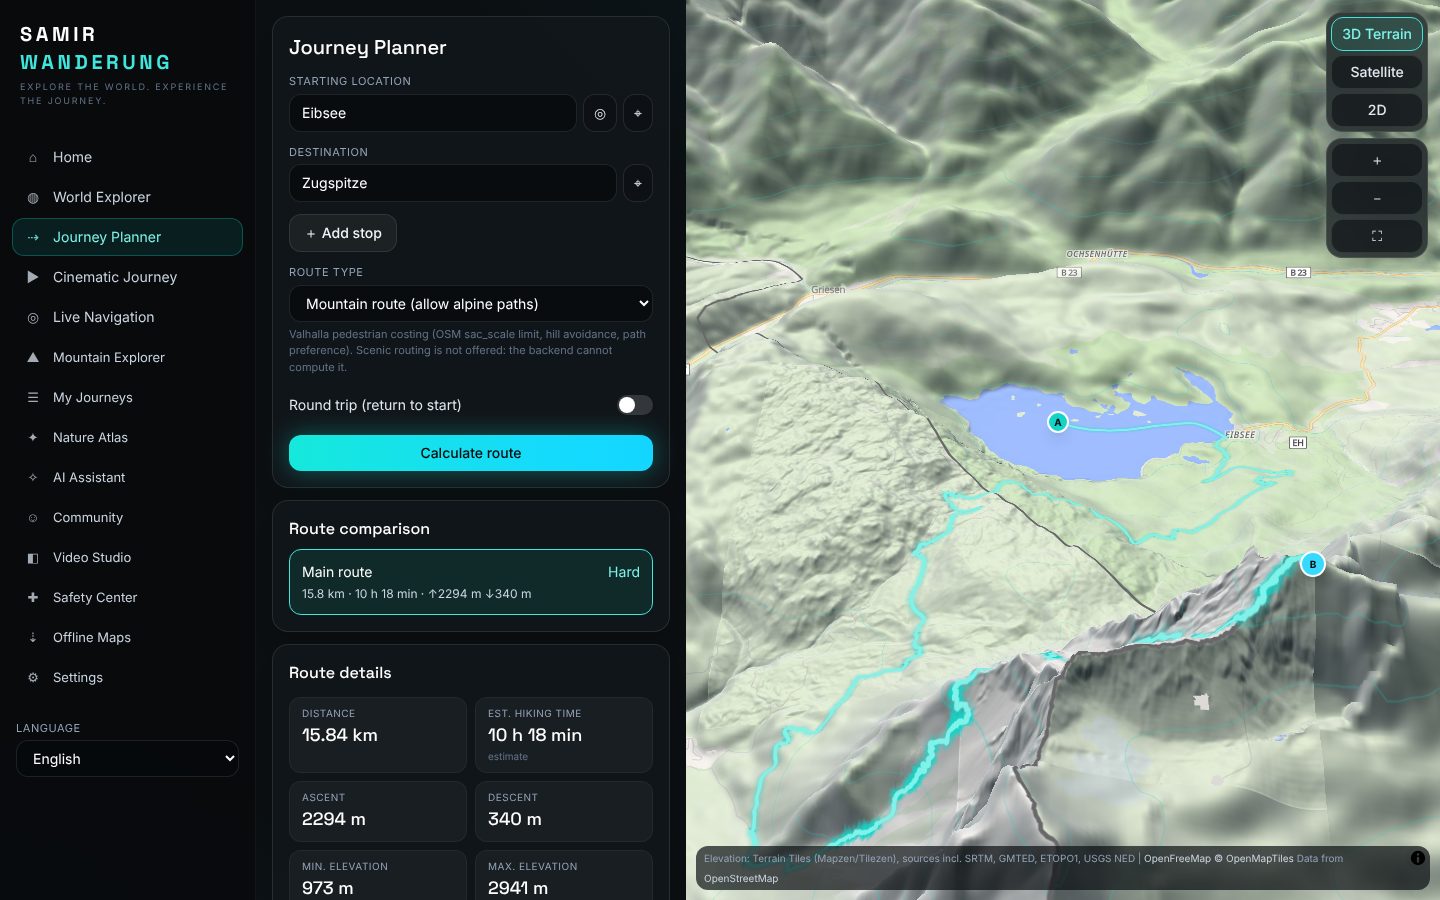 SAMIR
WANDERUNG
EXPLORE THE WORLD. EXPERIENCE
THE JOURNEY.
Home
World Explorer
Journey Planner
Cinematic Journey
Live Navigation
Mountain Explorer
My Journeys
Nature Atlas
AI Assistant
Community
Video Studio
Safety Center
Offline Maps
Settings
LANGUAGE
English
Journey Planner
STARTING LOCATION
Eibsee
DESTINATION
Zugspitze
+ Add stop
ROUTE TYPE
Mountain route (allow alpine paths)
Valhalla pedestrian costing (OSM sac_scale limit, hill avoidance, path
preference). Scenic routing is not offered: the backend cannot
compute it.
Round trip (return to start)
Calculate route
Route comparison
Main route Hard
15.8 km · 10 h 18 min · ↑2294 m ↓340 m
Route details
DISTANCE
15.84 km
EST. HIKING TIME
10 h 18 min
estimate
ASCENT
2294 m
DESCENT
340 m
MIN. ELEVATION
973 m
MAX. ELEVATION
2941 m
3D Terrain
Satellite
2D
+
−
OCHSENHÜTTE
B 23
B 23
Griesen
A
EIBSEE
EH
B
Elevation: Terrain Tiles (Mapzen/Tilezen), sources incl. SRTM, GMTED, ETOPO1, USGS NED | OpenFreeMap © OpenMapTiles Data from
OpenStreetMap